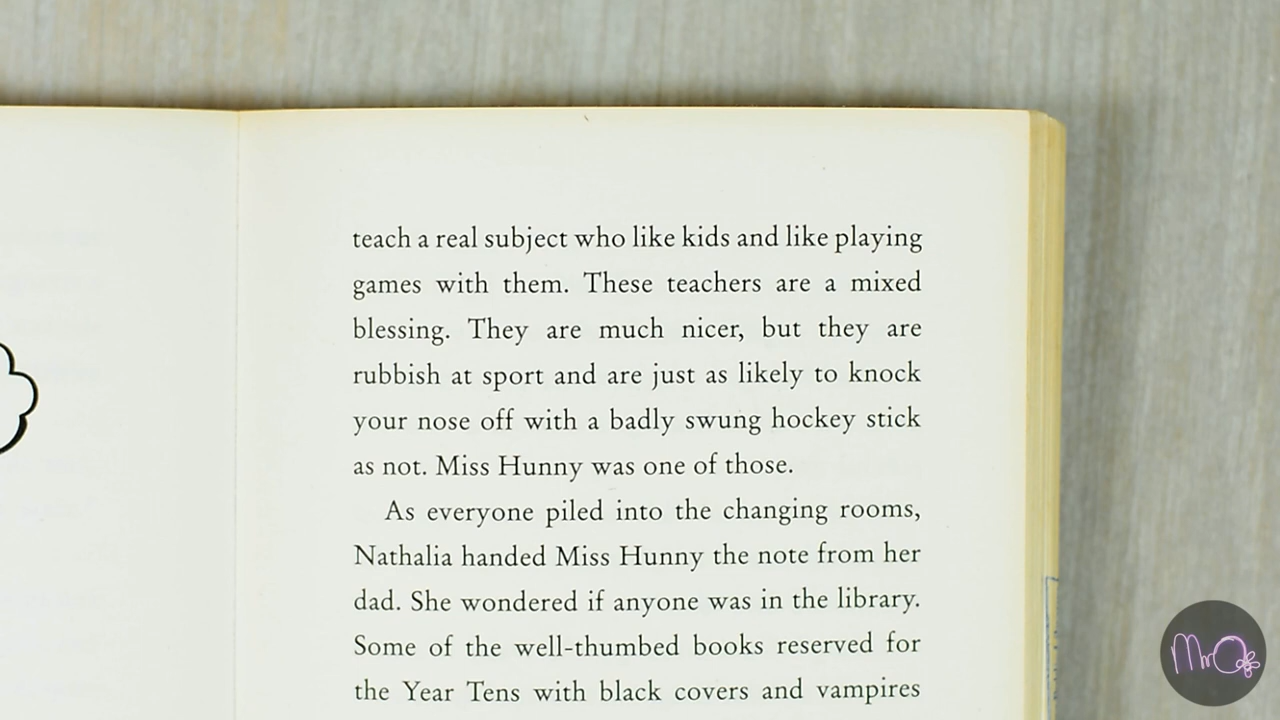 teach a real subject who like kids and like playing
games with them. These teachers are a mixed
blessing. They are much nicer, but they are
rubbish at sport and are just as likely to knock
your nose off with a badly swung hockey stick
as not. Miss Hunny was one of those.
As everyone piled into the changing rooms,
Nathalia handed Miss Hunny the note from her
dad. She wondered if anyone was in the library.
Some of the well-thumbed books reserved for
the Year Tens with black covers and vampires